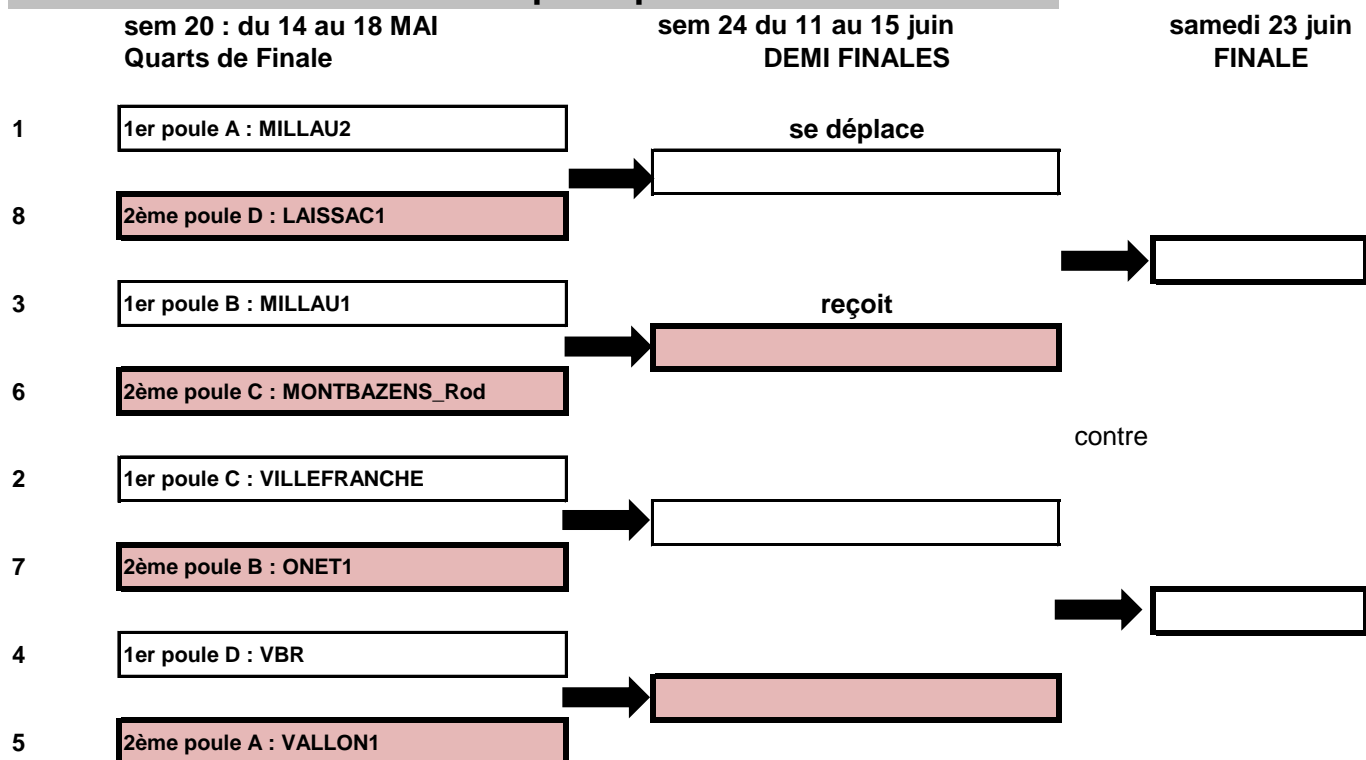 sem 20 : du 14 au 18 MAI
Quarts de Finale
sem 24 du 11 au 15 juin
DEMI FINALES
samedi 23 juin
FINALE
1
1er poule A : MILLAU2
se déplace
8
2ème poule D : LAISSAC1
3
1er poule B : MILLAU1
reçoit
6
2ème poule C : MONTBAZENS_Rod
contre
2
1er poule C : VILLEFRANCHE
7
2ème poule B : ONET1
4
1er poule D : VBR
5
2ème poule A : VALLON1